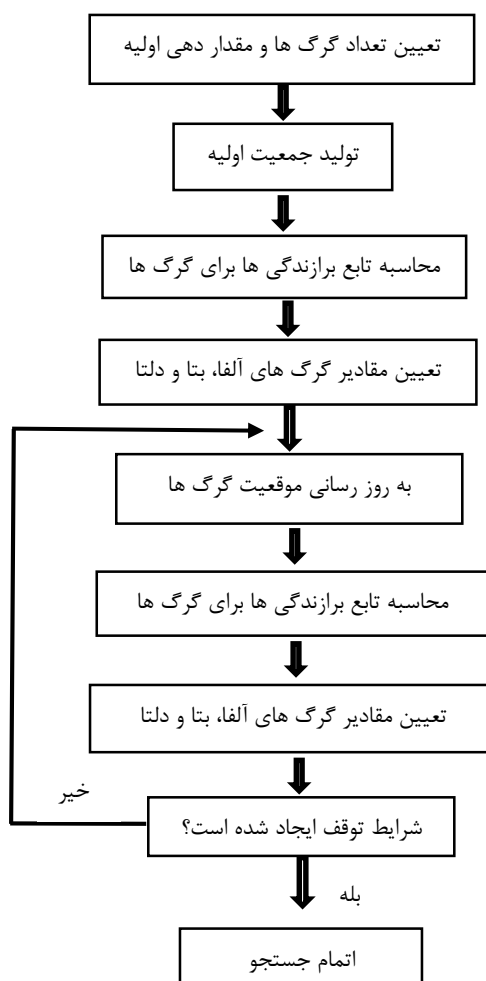 تعیین تعداد گرگ ها و مقدار دهی اولیه
تولید جمعیت اولیه
محاسبه تابع برازندگی ها برای گرگ ها
تعیین مقادیر گرگ های آلفا، بتا و دلتا
به روز رسانی موقعیت گرگ ها
محاسبه تابع برازندگی ها برای گرگ ها
تعیین مقادیر گرگ های آلفا، بتا و دلتا
خیر
شرایط توقف ایجاد شده است؟
بله
اتمام جستجو